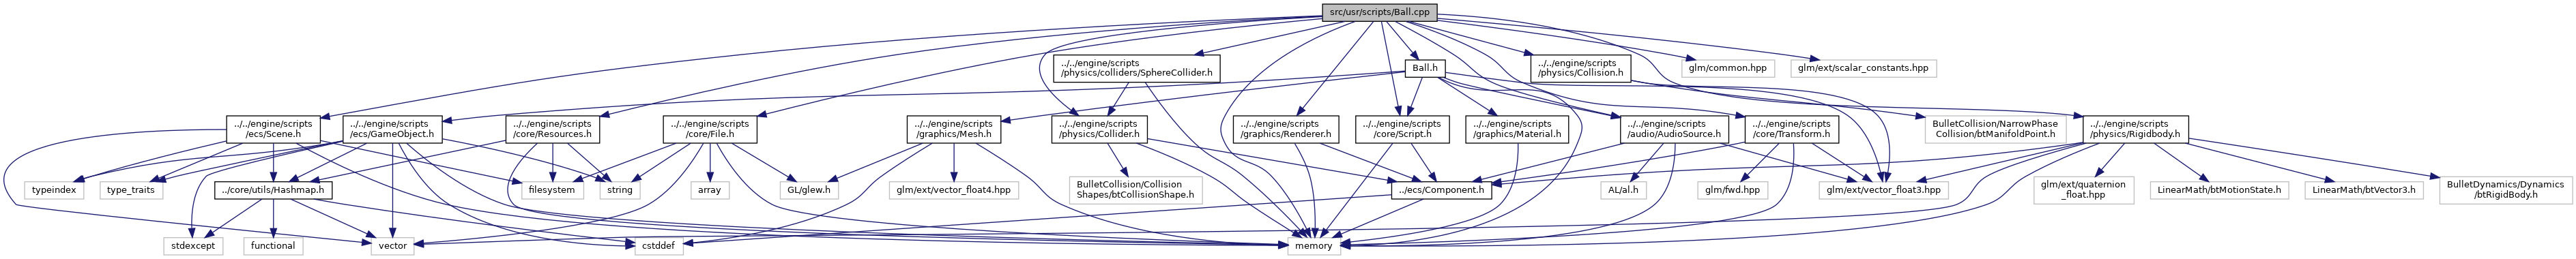 src/usr/scripts/Ball.cpp
../../engine/scripts
/physics/colliders/SphereCollider.h
Ball.h
../../engine/scripts
/physics/Collision.h
glm/common.hpp
glm/ext/scalar_constants.hpp
../../engine/scripts
/ecs/Scene.h
../../engine/scripts
/ecs/GameObject.h
../../engine/scripts
/core/Resources.h
../../engine/scripts
/core/File.h
../../engine/scripts
/graphics/Mesh.h
../../engine/scripts
/physics/Collider.h
../../engine/scripts
/graphics/Renderer.h
../../engine/scripts
/core/Script.h
../../engine/scripts
/graphics/Material.h
../../engine/scripts
/audio/AudioSource.h
../../engine/scripts
/core/Transform.h
BulletCollision/NarrowPhase
Collision/btManifoldPoint.h
../../engine/scripts
/physics/Rigidbody.h
typeindex
type_traits
../core/utils/Hashmap.h
filesystem
string
array
GL/glew.h
glm/ext/vector_float4.hpp
BulletCollision/Collision
Shapes/btCollisionShape.h
../ecs/Component.h
AL/al.h
glm/fwd.hpp
glm/ext/vector_float3.hpp
glm/ext/quaternion
_float.hpp
LinearMath/btMotionState.h
LinearMath/btVector3.h
BulletDynamics/Dynamics
/btRigidBody.h
stdexcept
functional
vector
cstddef
memory